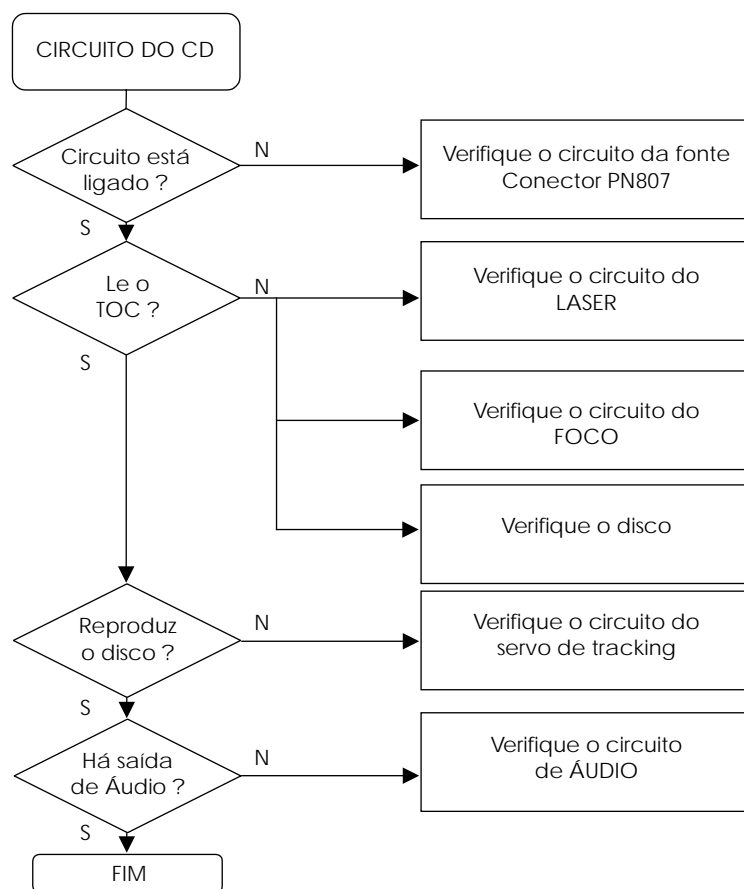 CIRCUITO DO CD
Circuito está
ligado ?
N
Verifique o circuito da fonte
Conector PN807
S
Le o
TOC ?
N
Verifique o circuito do
LASER
S
Verifique o circuito do
FOCO
Verifique o disco
Reproduz
o disco ?
N
Verifique o circuito do
servo de tracking
S
Há saída
de Áudio ?
N
Verifique o circuito
de ÁUDIO
S
FIM